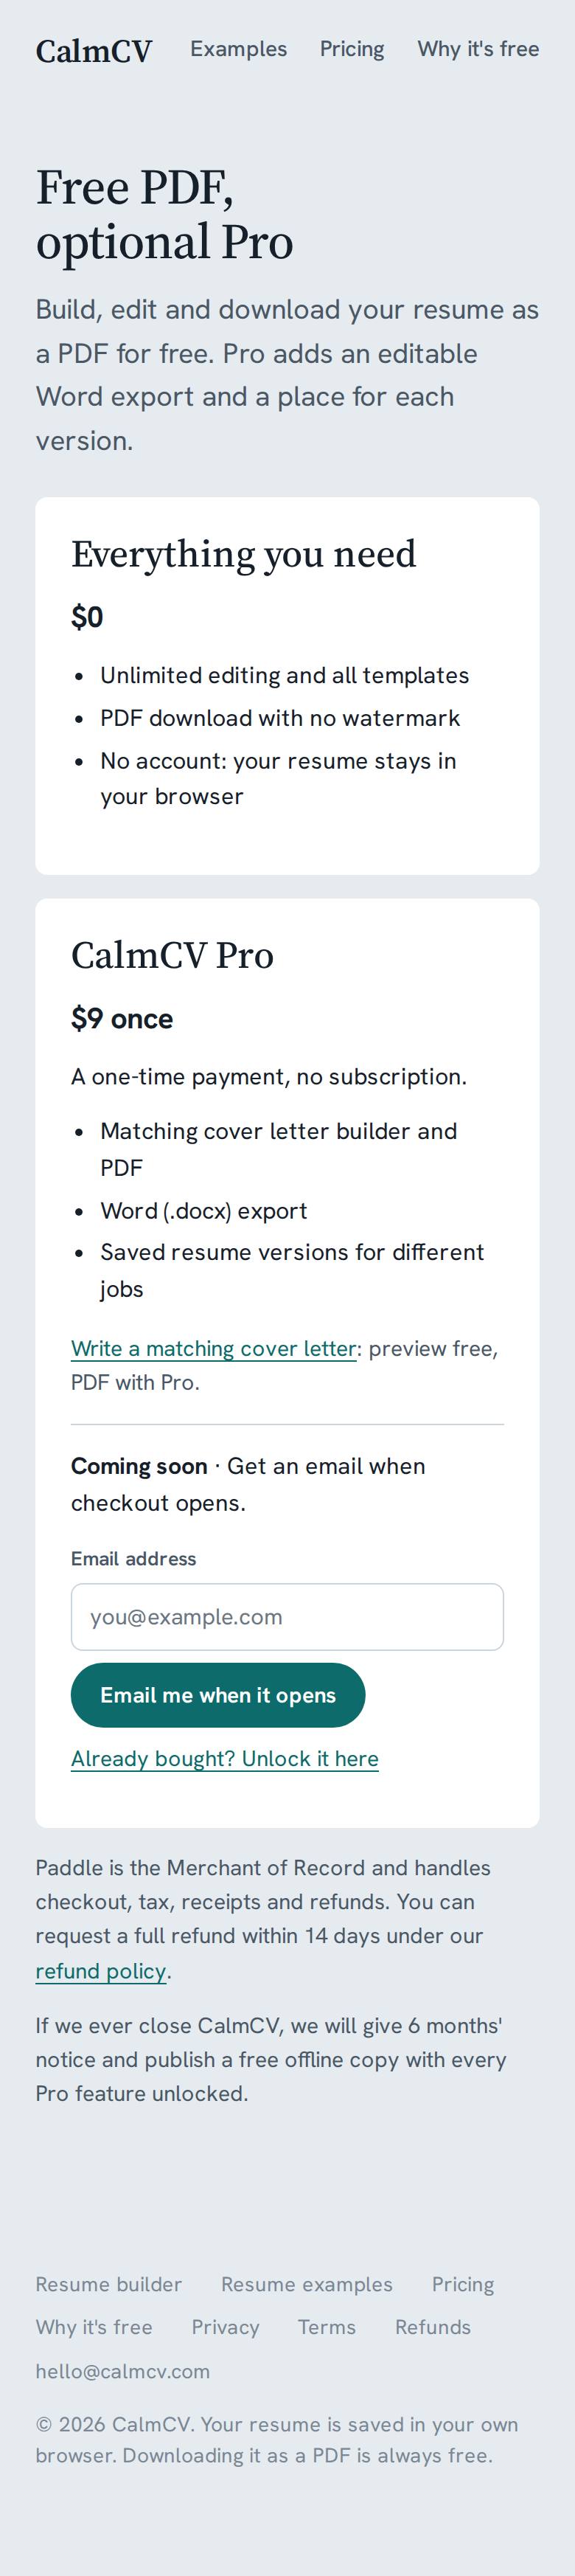 CalmCV Examples Pricing Why it's free
Free PDF,
optional Pro
Build, edit and download your resume as
a PDF for free. Pro adds an editable
Word export and a place for each
version.
Everything you need
$0
• Unlimited editing and all templates
• PDF download with no watermark
• No account: your resume stays in
your browser
CalmCV Pro
$9 once
A one-time payment, no subscription.
• Matching cover letter builder and
PDF
• Word (.docx) export
• Saved resume versions for different
jobs
Write a matching cover letter: preview free,
PDF with Pro.
Coming soon · Get an email when
checkout opens.
Email address
you@example.com
Email me when it opens
Already bought? Unlock it here
Paddle is the Merchant of Record and handles
checkout, tax, receipts and refunds. You can
request a full refund within 14 days under our
refund policy.
If we ever close CalmCV, we will give 6 months'
notice and publish a free offline copy with every
Pro feature unlocked.
Resume builder Resume examples Pricing
Why it's free Privacy Terms Refunds
hello@calmcv.com
© 2026 CalmCV. Your resume is saved in your own
browser. Downloading it as a PDF is always free.